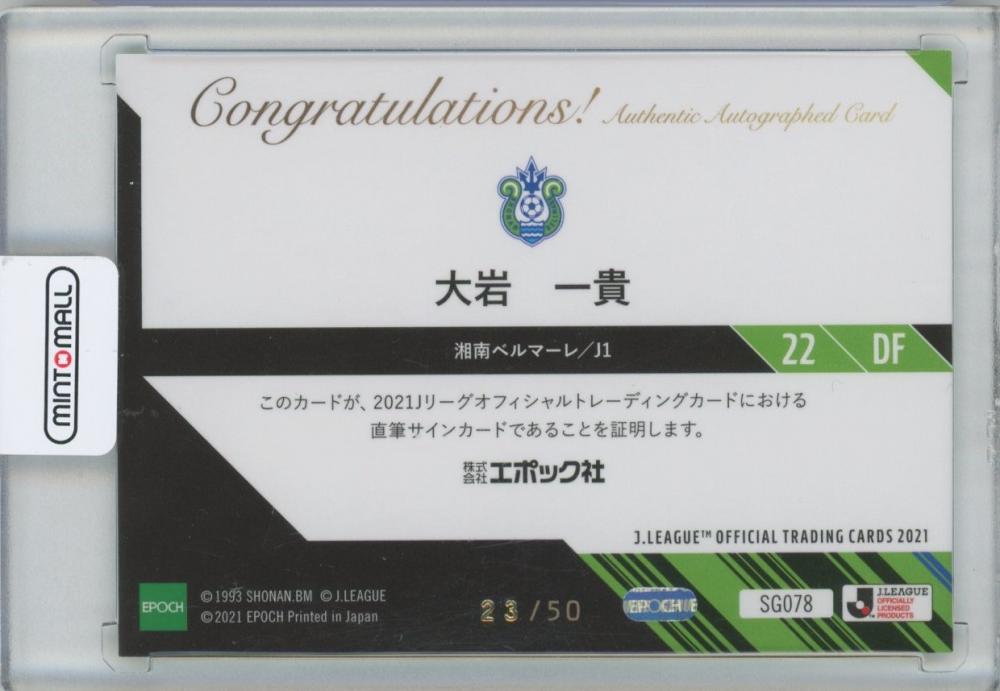 Congratulations! Authentic Autographed Card
大岩 一貴
湘南ベルマーレ/J1
22 DF
このカードが、2021Jリーグオフィシャルトレーディングカードにおける
直筆サインカードであることを証明します。
株式会社エポック社
J.LEAGUE™ OFFICIAL TRADING CARDS 2021
EPOCH
©1993 SHONAN.BM ©J.LEAGUE
©2021 EPOCH Printed in Japan
23/50
SG078
J.LEAGUE
OFFICIALLY
LICENSED
PRODUCTS
MINTMALL